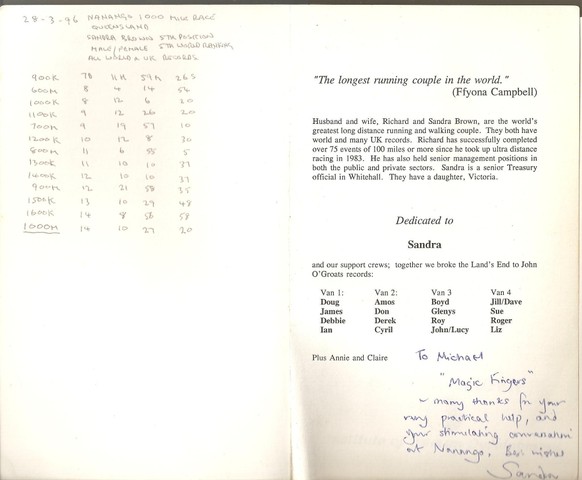 28-3-96 NANANGO 1000 MILE RACE
QUEENSLAND
SANDRA BROWN 5TH POSITION
MALE/FEMALE 5TH WORLD RANKING
ALL WORLD & UK RECORDS
900K 7D 11H 59M 26S
600M 8 4 14 54
1000K 8 12 6 20
1100K 9 12 26 20
700M 9 19 57 10
1200K 10 12 8 30
800M 11 6 55 5
1300K 11 10 10 37
1400K 12 10 10 37
900M 12 21 58 35
1500K 13 10 29 48
1600K 14 8 58 58
1000M 14 10 27 20
"The longest running couple in the world."
(Ffyona Campbell)
Husband and wife, Richard and Sandra Brown, are the world's
greatest long distance running and walking couple. They both have
world and many UK records. Richard has successfully completed
over 75 events of 100 miles or more since he took up ultra distance
racing in 1983. He has also held senior management positions in
both the public and private sectors. Sandra is a senior Treasury
official in Whitehall. They have a daughter, Victoria.
Dedicated to
Sandra
and our support crews; together we broke the Land's End to John
O'Groats records:
Van 1: Van 2: Van 3 Van 4
Doug Amos Boyd Jill/Dave
James Don Glenys Sue
Debbie Derek Roy Roger
Ian Cyril John/Lucy Liz
Plus Annie and Claire
To Michael
"Magic Fingers"
~ many thanks for your
very practical help, and
your stimulating conversation
at Nanango, Best wishes
Sandra